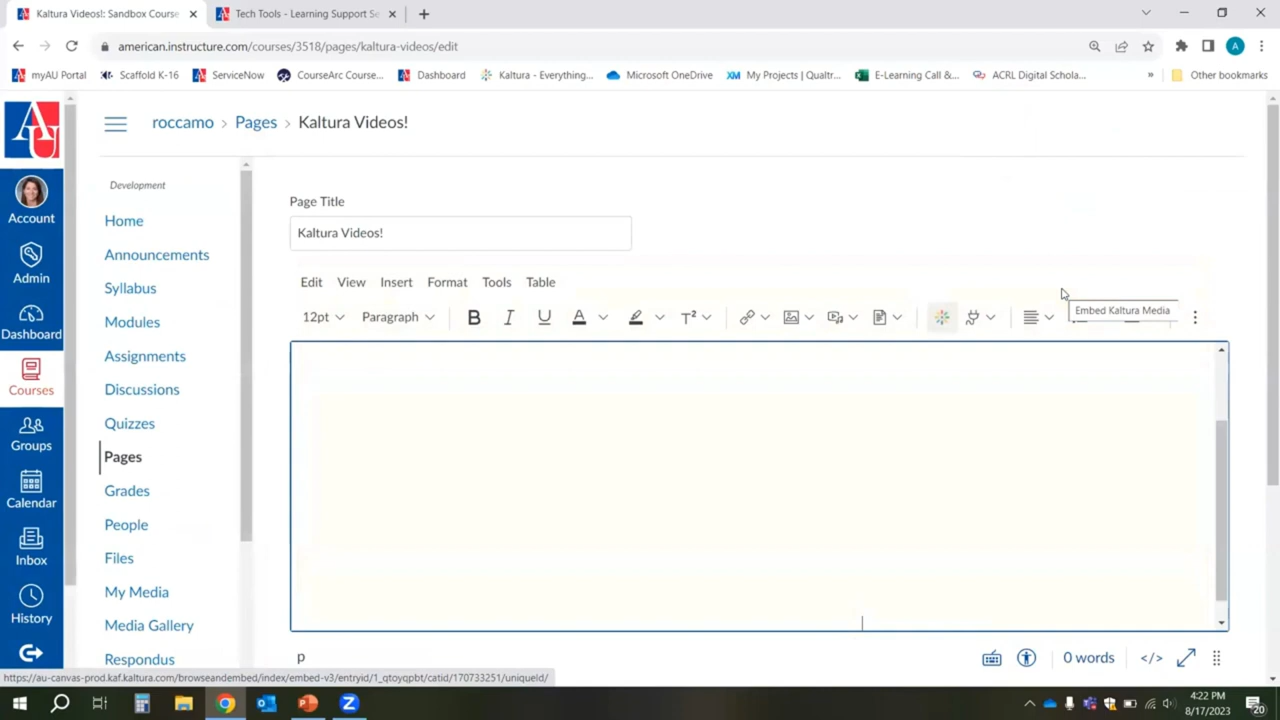 Kaltura Videos!: Sandbox Course
Tech Tools - Learning Support Se
american.instructure.com/courses/3518/pages/kaltura-videos/edit
A
myAU Portal
Scaffold K-16
ServiceNow
CourseArc Course...
Dashboard
Kaltura - Everything...
Microsoft OneDrive
My Projects (Qualtr...
E-Learning Call &...
ACRL Digital Schola...
»
Other bookmarks
AU
Account
Admin
Dashboard
Courses
Groups
Calendar
Inbox
History
roccamo > Pages > Kaltura Videos!
Development
Home
Announcements
Syllabus
Modules
Assignments
Discussions
Quizzes
Pages
Grades
People
Files
My Media
Media Gallery
Respondus
Page Title
Kaltura Videos!
Edit View Insert Format Tools Table
12pt Paragraph B I U A T²
Embed Kaltura Media
p
0 words </>
https://au-canvas-prod.kaf.kaltura.com/browseandembed/index/embed-v3/entryid/1_qtoyqpbt/catid/170733251/uniqueId/
4:22 PM
8/17/2023
20